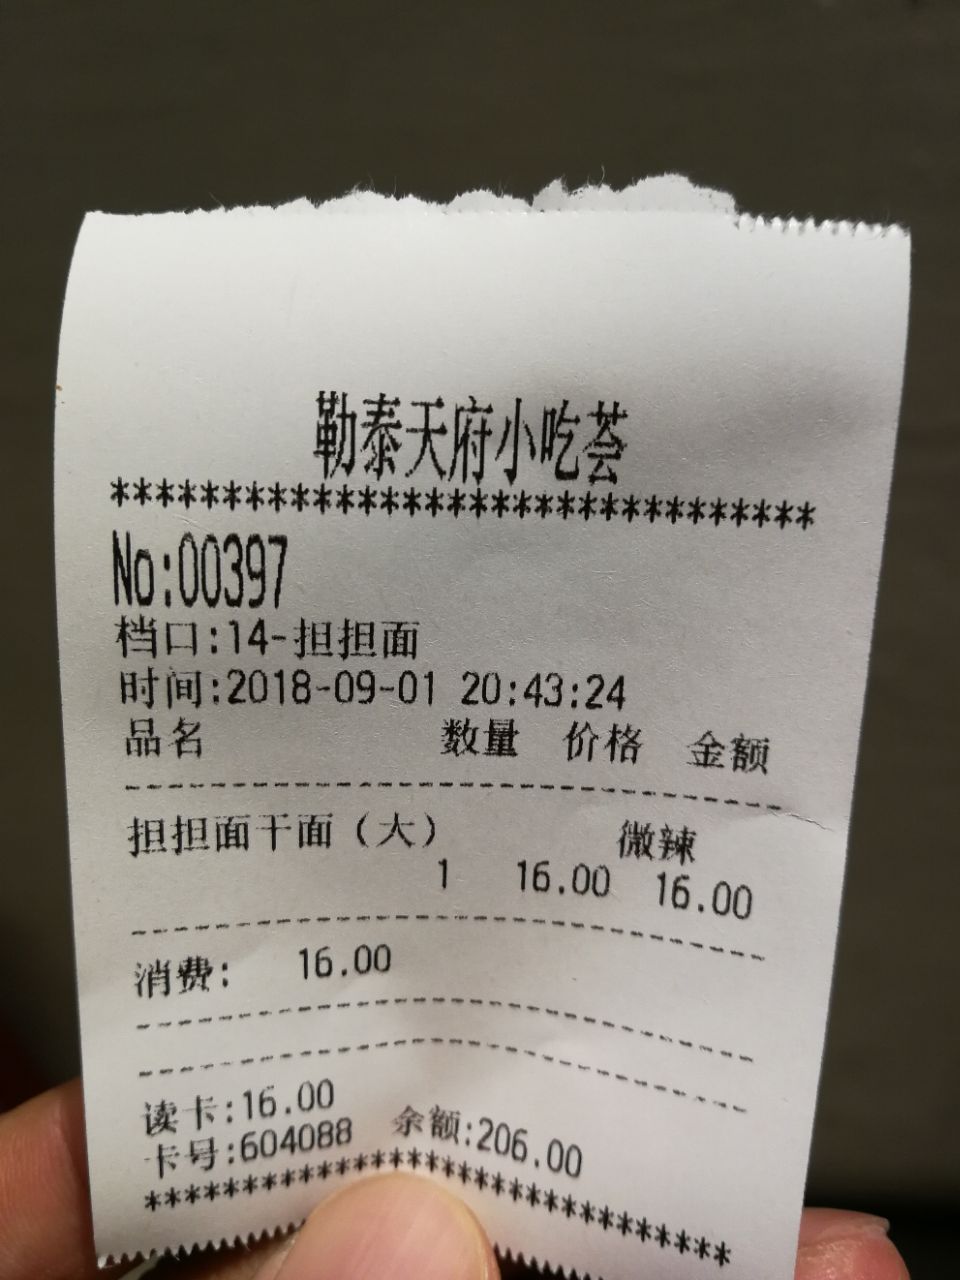 勒泰天府小吃荟
********************************
No:00397
档口:14-担担面
时间:2018-09-01 20:43:24
品名 数量 价格 金额
--------------------------------
担担面干面（大） 微辣
1 16.00 16.00
--------------------------------
消费: 16.00
--------------------------------
--------------------------------
读卡:16.00
卡号:604088 余额:206.00
********************************